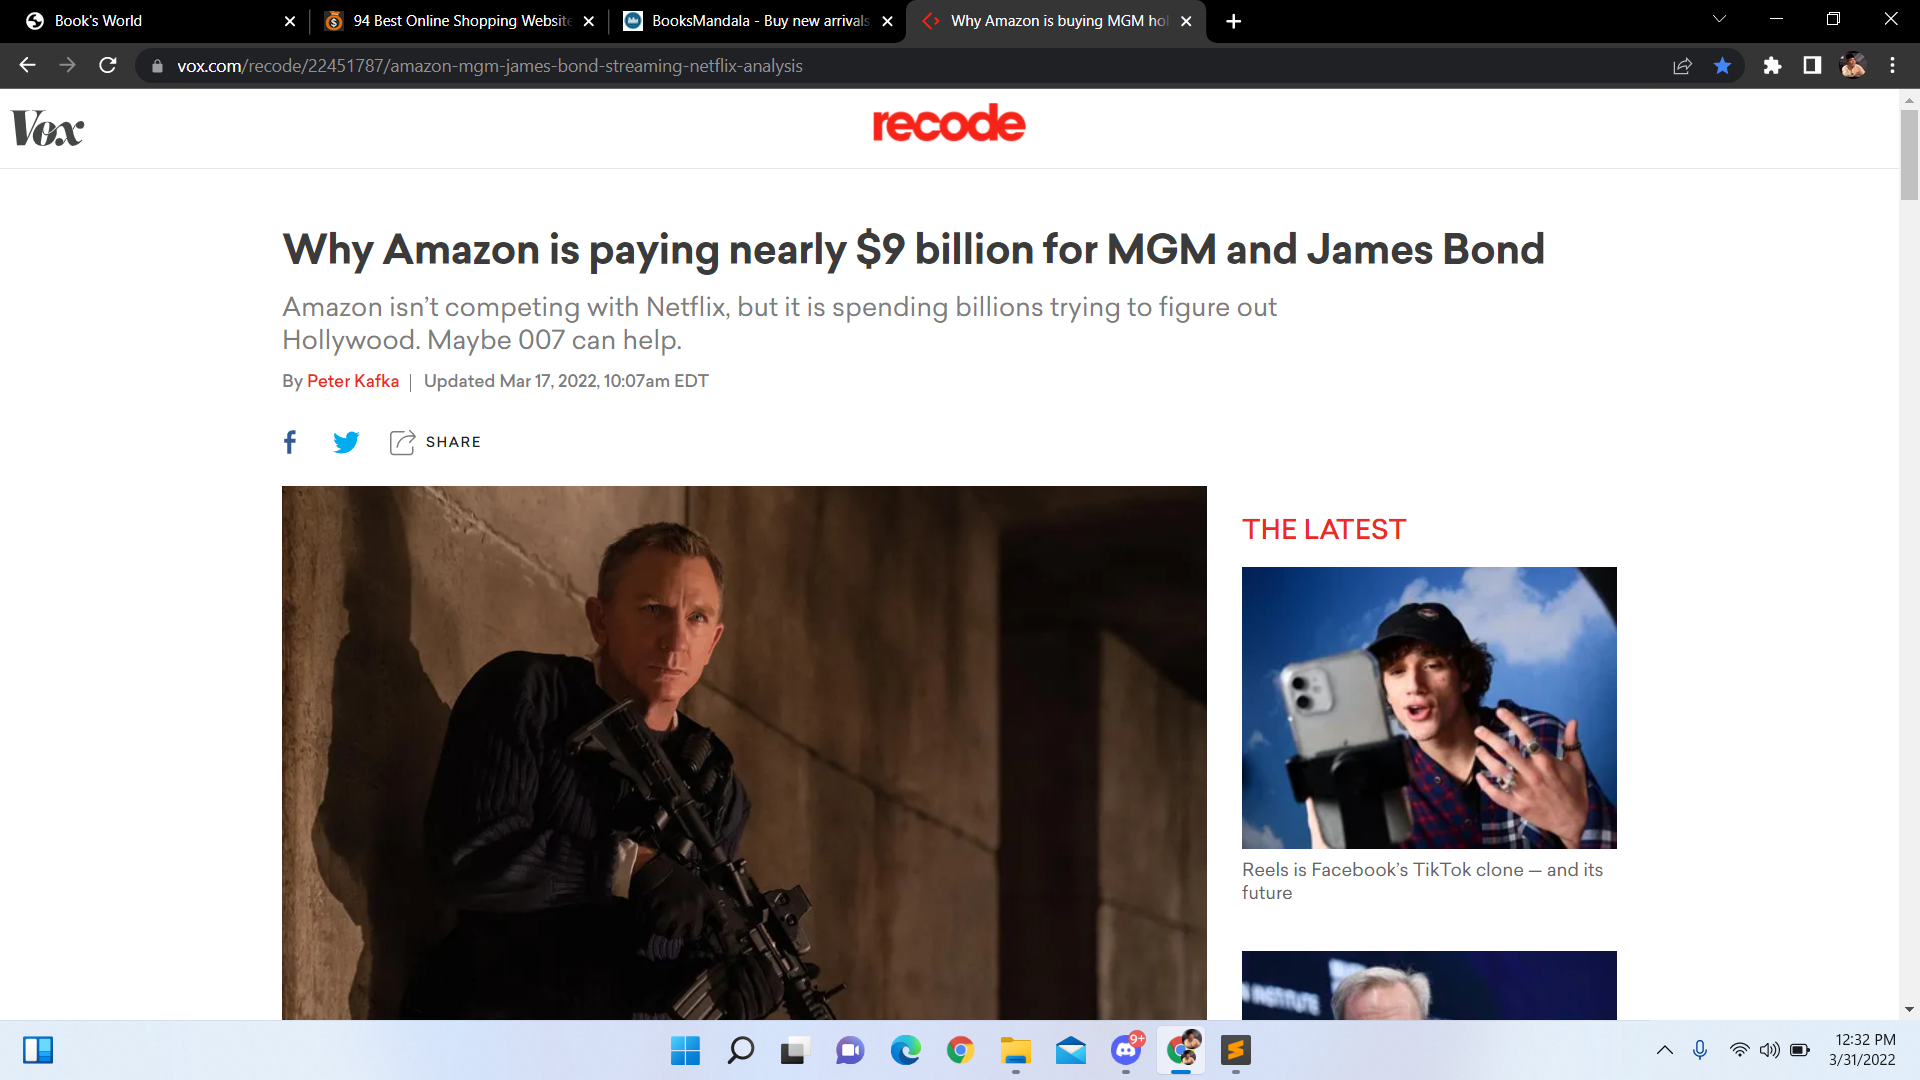 Book's World
94 Best Online Shopping Website
BooksMandala - Buy new arrivals,
Why Amazon is buying MGM hol
vox.com/recode/22451787/amazon-mgm-james-bond-streaming-netflix-analysis
Vox
recode
Why Amazon is paying nearly $9 billion for MGM and James Bond
Amazon isn’t competing with Netflix, but it is spending billions trying to figure out
Hollywood. Maybe 007 can help.
By Peter Kafka | Updated Mar 17, 2022, 10:07am EDT
SHARE
THE LATEST
Reels is Facebook’s TikTok clone — and its
future
INSTITUTE
9+
12:32 PM
3/31/2022